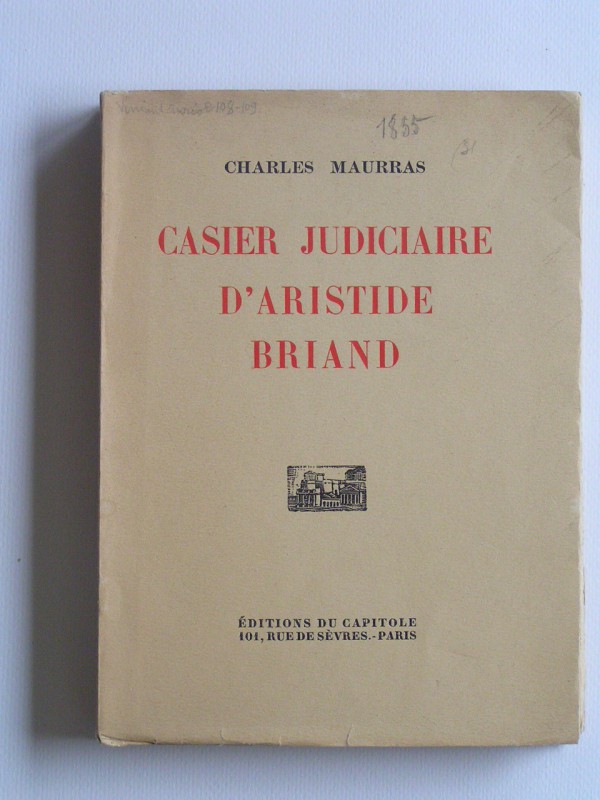 1855
CHARLES MAURRAS
CASIER JUDICIAIRE
D'ARISTIDE
BRIAND
ÉDITIONS DU CAPITOLE
101, RUE DE SÈVRES.-PARIS